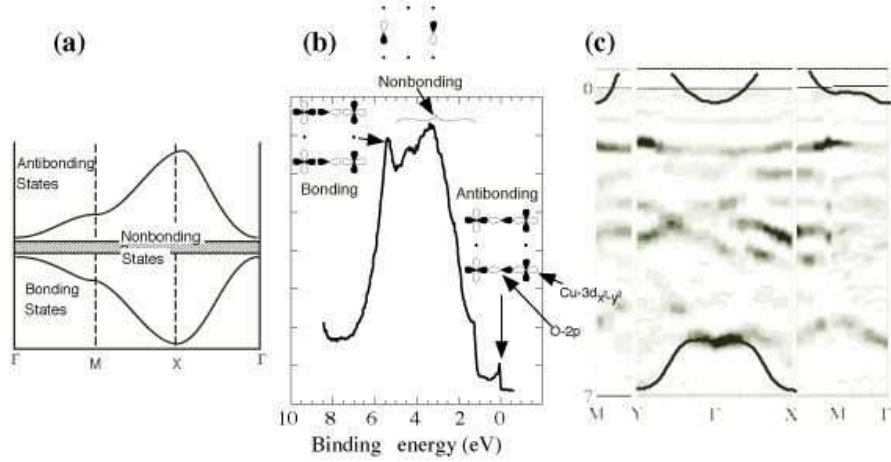 (a)
Antibonding
States
Nonbonding
States
Bonding
States
Γ
M
X
Γ
(b)
Nonbonding
Bonding
Antibonding
Cu-3dx²-y²
O-2p
10
8
6
4
2
0
Binding energy (eV)
(c)
0
7
M
Y
Γ
X
M
Γ